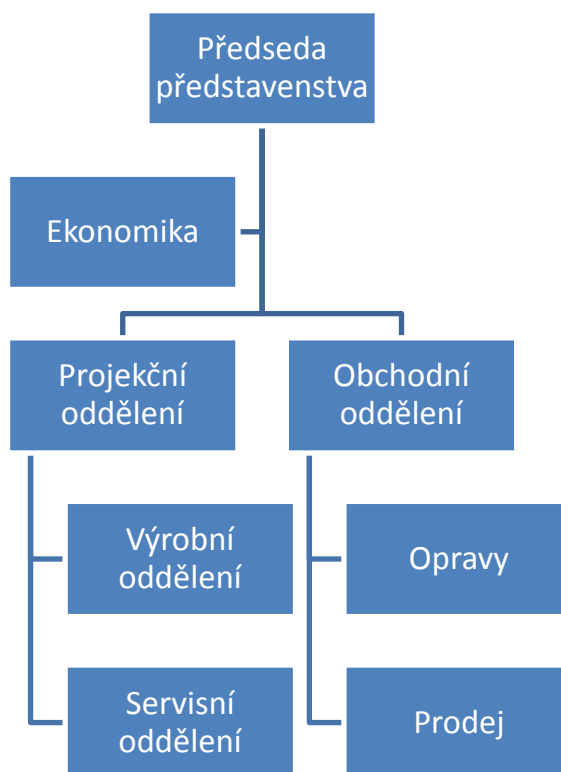 Předseda
představenstva
Ekonomika
Projekční
oddělení
Obchodní
oddělení
Výrobní
oddělení
Opravy
Servisní
oddělení
Prodej